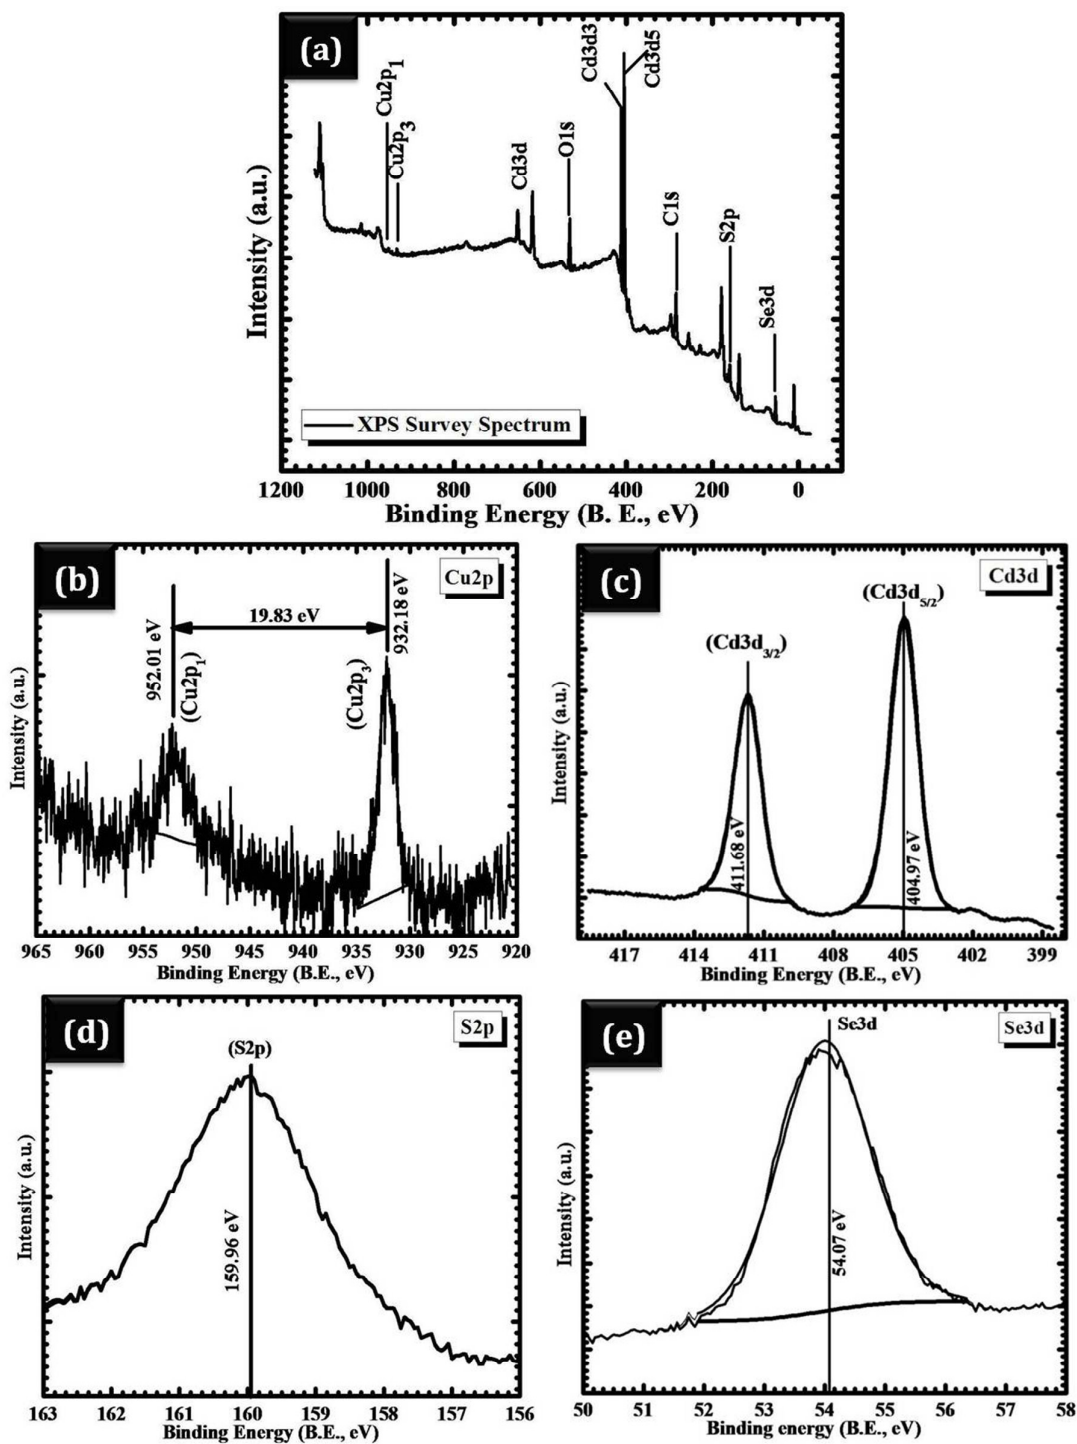 (a)
Cu2p1
Cu2p3
Cd3d
O1s
Cd3d3
Cd3d5
C1s
S2p
Se3d
Intensity (a.u.)
XPS Survey Spectrum
1200 1000 800 600 400 200 0
Binding Energy (B. E., eV)
(b)
Cu2p
952.01 eV
(Cu2p1)
19.83 eV
(Cu2p3)
932.18 eV
Intensity (a.u.)
965 960 955 950 945 940 935 930 925 920
Binding Energy (B.E., eV)
(c)
Cd3d
(Cd3d3/2)
(Cd3d5/2)
411.68 eV
404.97 eV
Intensity (a.u.)
417 414 411 408 405 402 399
Binding Energy (B.E., eV)
(d)
S2p
(S2p)
159.96 eV
Intensity (a.u.)
163 162 161 160 159 158 157 156
Binding Energy (B.E., eV)
(e)
Se3d
Se3d
54.07 eV
Intensity (a.u.)
50 51 52 53 54 55 56 57 58
Binding energy (B.E., eV)